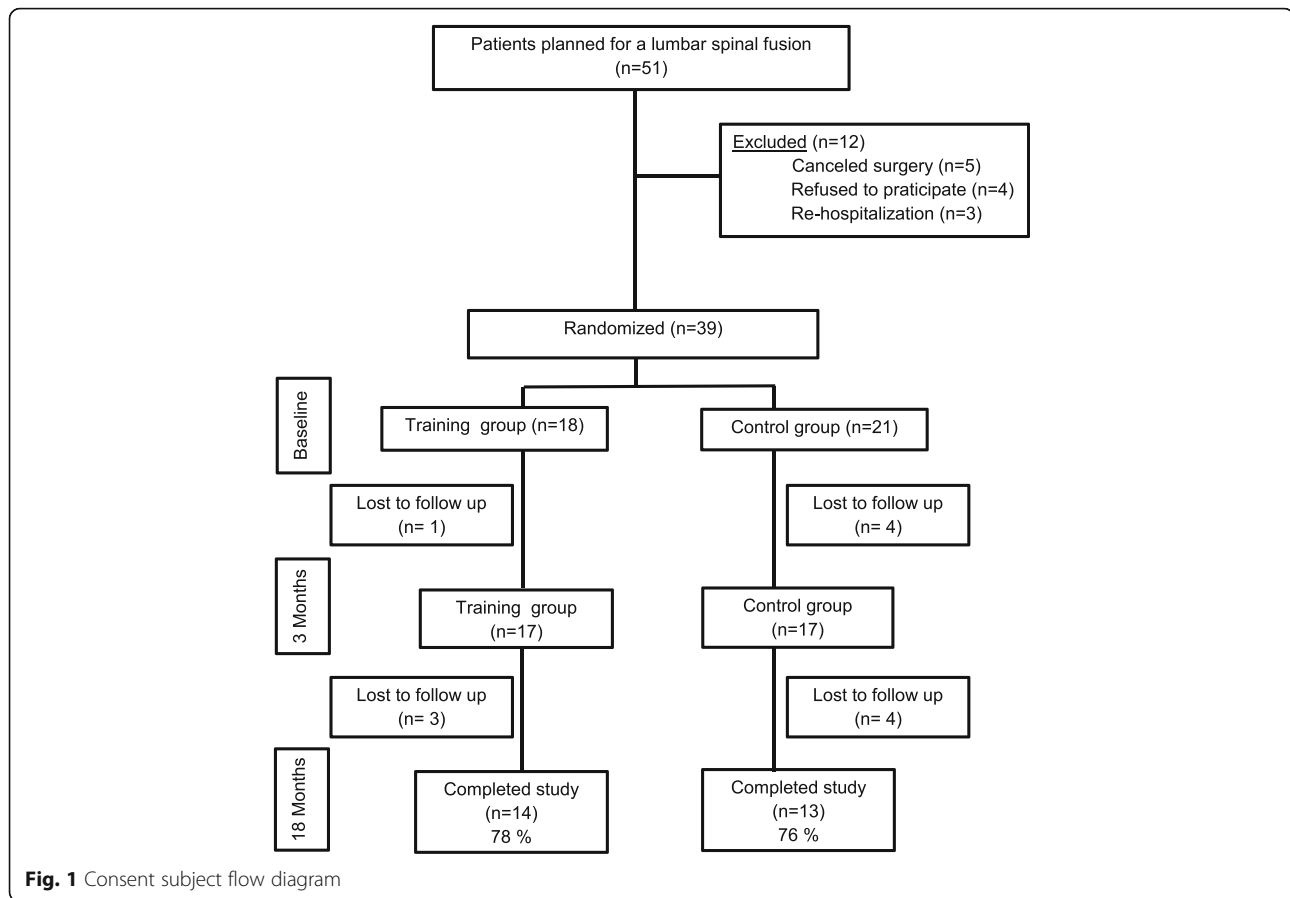 Patients planned for a lumbar spinal fusion
(n=51)
Excluded (n=12)
Canceled surgery (n=5)
Refused to praticipate (n=4)
Re-hospitalization (n=3)
Randomized (n=39)
Baseline
Training group (n=18)
Control group (n=21)
Lost to follow up
(n= 1)
Lost to follow up
(n= 4)
3 Months
Training group
(n=17)
Control group
(n=17)
Lost to follow up
(n= 3)
Lost to follow up
(n= 4)
18 Months
Completed study
(n=14)
78 %
Completed study
(n=13)
76 %
Fig. 1 Consent subject flow diagram